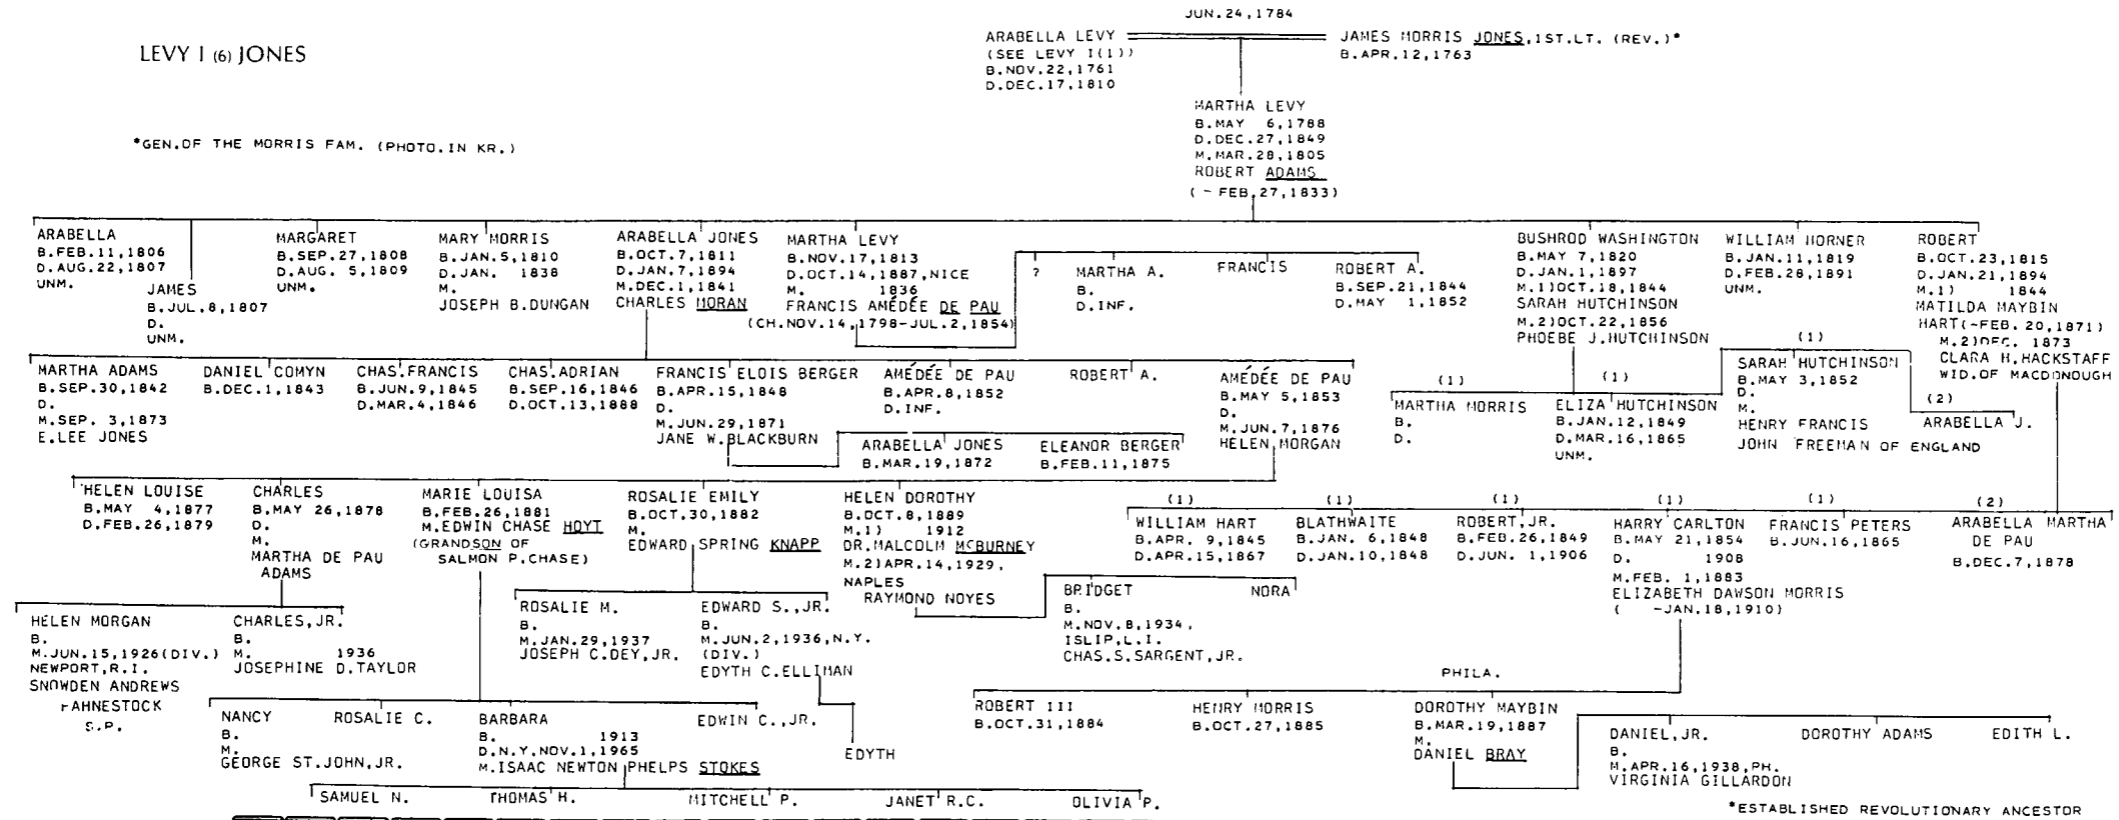 LEVY I (6) JONES
*GEN.OF THE MORRIS FAM. (PHOTO.IN KR.)
JUN.24,1784
ARABELLA LEVY
(SEE LEVY I(1))
B.NOV.22,1761
D.DEC.17,1810
JAMES MORRIS JONES,1ST.LT. (REV.)*
B.APR.12,1763
MARTHA LEVY
B.MAY 6,1788
D.DEC.27,1849
M.MAR.28,1805
ROBERT ADAMS
( - FEB.27,1833)
ARABELLA
B.FEB.11,1806
D.AUG.22,1807
UNM.
JAMES
B.JUL.8,1807
D.
UNM.
MARGARET
B.SEP.27,1808
D.AUG. 5,1809
UNM.
MARY MORRIS
B.JAN.5,1810
D.JAN. 1838
M.
JOSEPH B.DUNGAN
ARABELLA JONES
B.OCT.7,1811
D.JAN.7,1894
M.DEC.1,1841
CHARLES MORAN
MARTHA LEVY
B.NOV.17,1813
D.OCT.14,1887,NICE
M. 1836
FRANCIS AMÉDÉE DE PAU
(CH.NOV.14,1798-JUL.2,1854)
?
MARTHA A.
B.
D.INF.
FRANCIS
ROBERT A.
B.SEP.21,1844
D.MAY 1,1852
BUSHROD WASHINGTON
B.MAY 7,1820
D.JAN.1,1897
M.1)OCT.18,1844
SARAH HUTCHINSON
M.2)OCT.22,1856
PHOEBE J.HUTCHINSON
WILLIAM HORNER
B.JAN.11,1819
D.FEB.28,1891
UNM.
ROBERT
B.OCT.23,1815
D.JAN.21,1894
M.1) 1844
MATILDA MAYBIN
HART(-FEB. 20,1871)
M.2)DEC. 1873
CLARA H.HACKSTAFF
WID.OF MACDONOUGH
MARTHA ADAMS
B.SEP.30,1842
D.
M.SEP. 3,1873
E.LEE JONES
DANIEL COMYN
B.DEC.1,1843
CHAS.FRANCIS
B.JUN.9,1845
D.MAR.4,1846
CHAS.ADRIAN
B.SEP.16,1846
D.OCT.13,1888
FRANCIS ELOIS BERGER
B.APR.15,1848
D.
M.JUN.29,1871
JANE W.BLACKBURN
AMÉDÉE DE PAU
B.APR.8,1852
D.INF.
ROBERT A.
AMÉDÉE DE PAU
B.MAY 5,1853
D.
M.JUN.7,1876
HELEN MORGAN
ARABELLA JONES
B.MAR.19,1872
ELEANOR BERGER
B.FEB.11,1875
(1)
MARTHA MORRIS
B.
D.
(1)
ELIZA HUTCHINSON
B.JAN.12,1849
D.MAR.16,1865
UNM.
(1)
SARAH HUTCHINSON
B.MAY 3,1852
D.
M.
HENRY FRANCIS
JOHN FREEMAN OF ENGLAND
(2)
ARABELLA J.
HELEN LOUISE
B.MAY 4,1877
D.FEB.26,1879
CHARLES
B.MAY 26,1878
D.
M.
MARTHA DE PAU
ADAMS
MARIE LOUISA
B.FEB.26,1881
M.EDWIN CHASE HOYT
(GRANDSON OF
SALMON P.CHASE)
ROSALIE EMILY
B.OCT.30,1882
M.
EDWARD SPRING KNAPP
HELEN DOROTHY
B.OCT.8,1889
M.1) 1912
DR.MALCOLM MCBURNEY
M.2)APR.14,1929,
NAPLES
RAYMOND NOYES
(1)
WILLIAM HART
B.APR. 9,1845
D.APR.15,1867
(1)
BLATHWAITE
B.JAN. 6,1848
D.JAN.10,1848
(1)
ROBERT,JR.
B.FEB.26,1849
D.JUN. 1,1906
(1)
HARRY CARLTON
B.MAY 21,1854
D. 1908
M.FEB. 1,1883
ELIZABETH DAWSON MORRIS
( -JAN.18,1910)
(1)
FRANCIS PETERS
B.JUN.16,1865
(2)
ARABELLA MARTHA
DE PAU
B.DEC.7,1878
HELEN MORGAN
B.
M.JUN.15,1926(DIV.)
NEWPORT,R.I.
SNOWDEN ANDREWS
FAHNESTOCK
S.P.
CHARLES,JR.
B.
M. 1936
JOSEPHINE D.TAYLOR
ROSALIE M.
B.
M.JAN.29,1937
JOSEPH C.DEY,JR.
EDWARD S.,JR.
B.
M.JUN.2,1936,N.Y.
(DIV.)
EDYTH C.ELLIMAN
BRIDGET
B.
M.NOV.8,1934,
ISLIP,L.I.
CHAS.S.SARGENT,JR.
NORA
PHILA.
NANCY
B.
M.
GEORGE ST.JOHN,JR.
ROSALIE C.
BARBARA
B. 1913
D.N.Y.NOV.1,1965
M.ISAAC NEWTON PHELPS STOKES
EDWIN C.,JR.
EDYTH
ROBERT III
B.OCT.31,1884
HENRY MORRIS
B.OCT.27,1885
DOROTHY MAYBIN
B.MAR.19,1887
M.
DANIEL BRAY
DANIEL,JR.
B.
M.APR.16,1938,PH.
VIRGINIA GILLARDON
DOROTHY ADAMS
EDITH L.
SAMUEL N.
THOMAS H.
MITCHELL P.
JANET R.C.
OLIVIA P.
*ESTABLISHED REVOLUTIONARY ANCESTOR